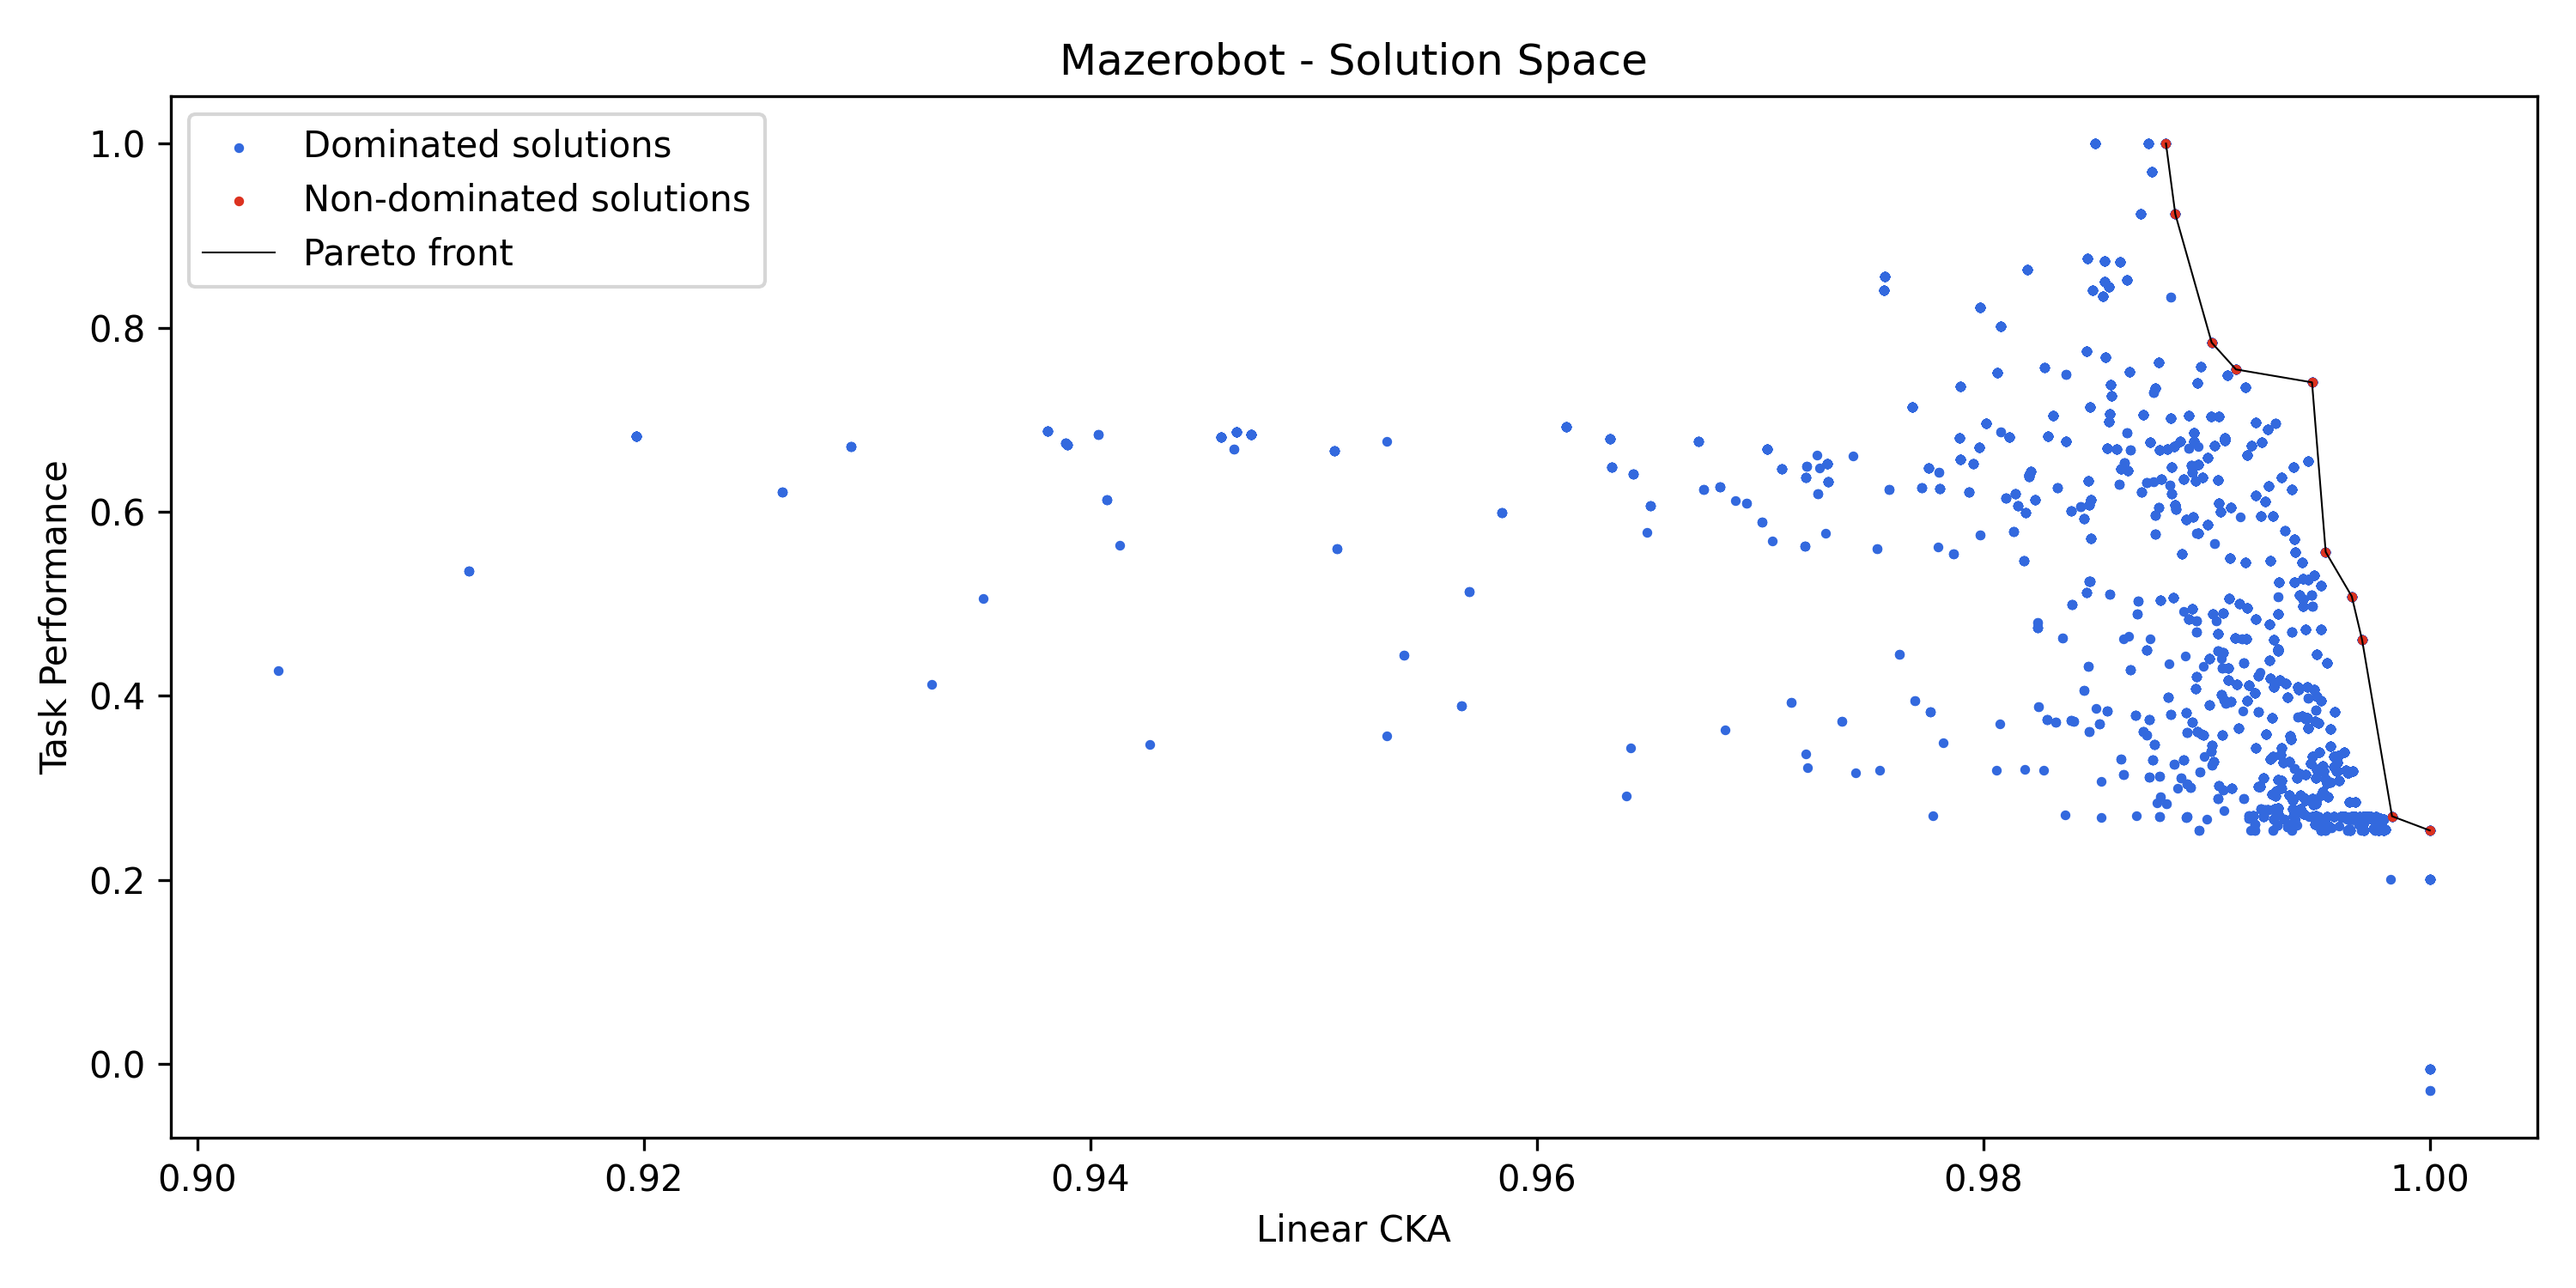 Mazerobot - Solution Space
Dominated solutions
Non-dominated solutions
Pareto front
1.0
0.8
0.6
0.4
0.2
0.0
Task Performance
0.90 0.92 0.94 0.96 0.98 1.00
Linear CKA